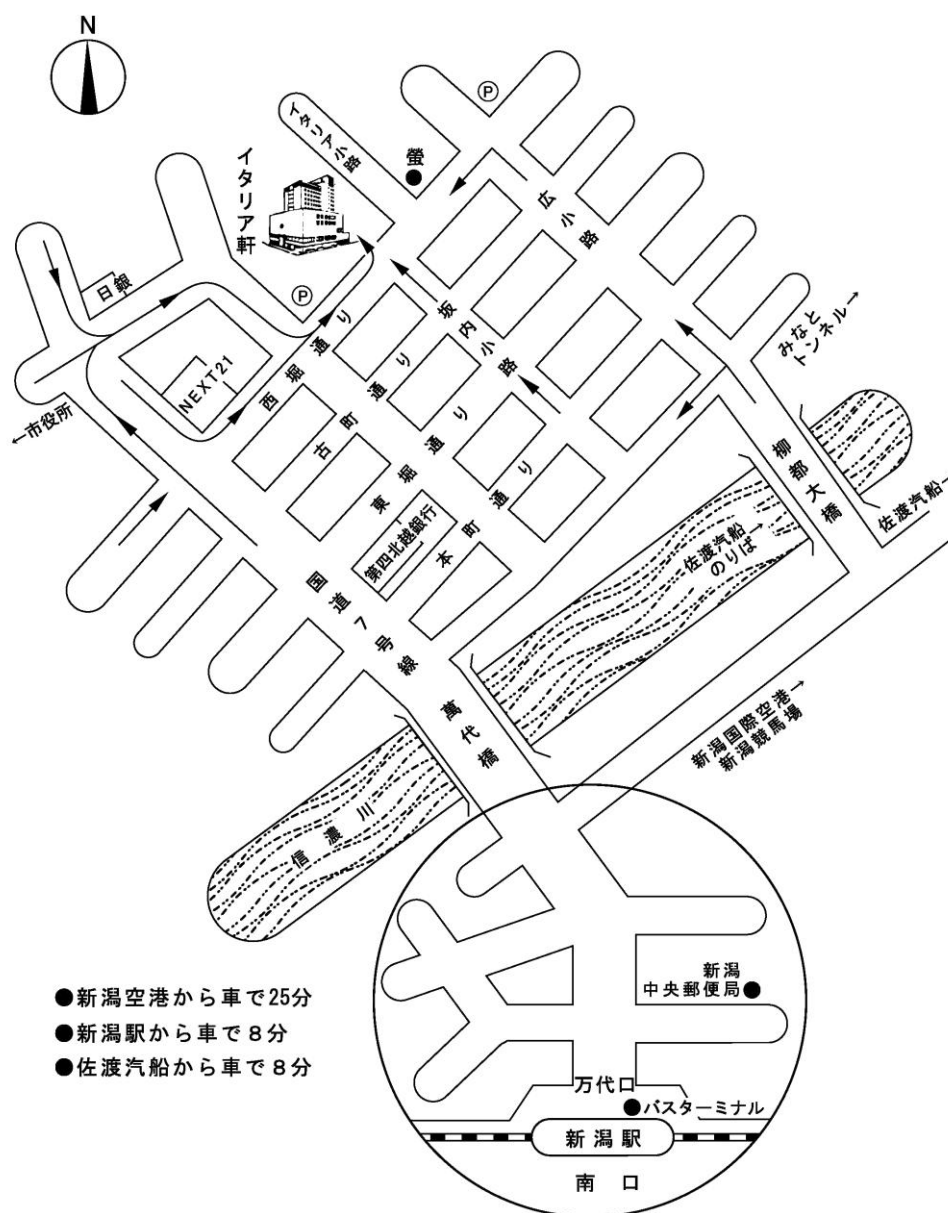 N
Ⓟ
イタリア小路
螢
イタリア軒
広小路
日銀
Ⓟ
坂内小路
みなと
トンネル→
NEXT21
西堀通り
古町通り
東堀通り
本町通り
←市役所
第四北越銀行
柳都大橋
佐渡汽船→
佐渡汽船→
のりば
国道7号線
萬代橋
新潟国際空港→
新潟競馬場
信濃川
新潟
中央郵便局●
●新潟空港から車で25分
●新潟駅から車で8分
●佐渡汽船から車で8分
万代口
●バスターミナル
新潟駅
南口